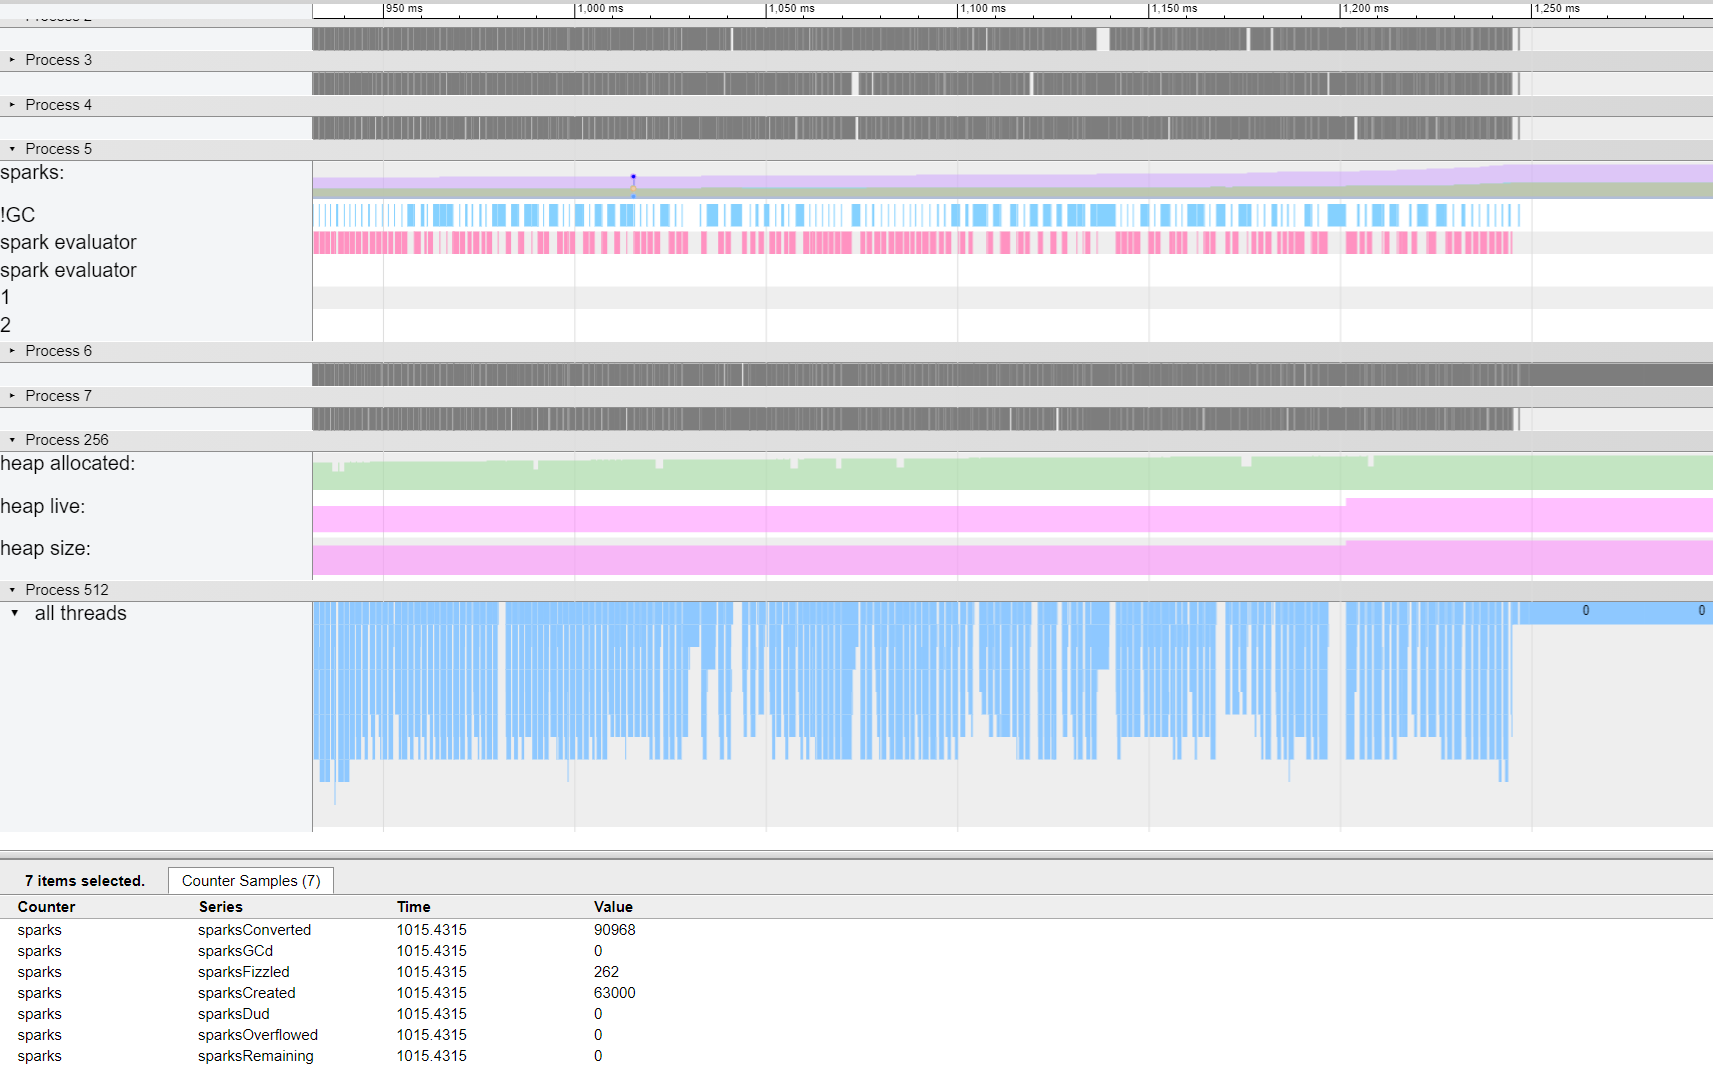 950 ms 1,000 ms 1,050 ms 1,100 ms 1,150 ms 1,200 ms 1,250 ms
Process 3
Process 4
Process 5
sparks:
!GC
spark evaluator
spark evaluator
1
2
Process 6
Process 7
Process 256
heap allocated:
heap live:
heap size:
Process 512
all threads 0 0
7 items selected. Counter Samples (7)
Counter Series Time Value
sparks sparksConverted 1015.4315 90968
sparks sparksGCd 1015.4315 0
sparks sparksFizzled 1015.4315 262
sparks sparksCreated 1015.4315 63000
sparks sparksDud 1015.4315 0
sparks sparksOverflowed 1015.4315 0
sparks sparksRemaining 1015.4315 0